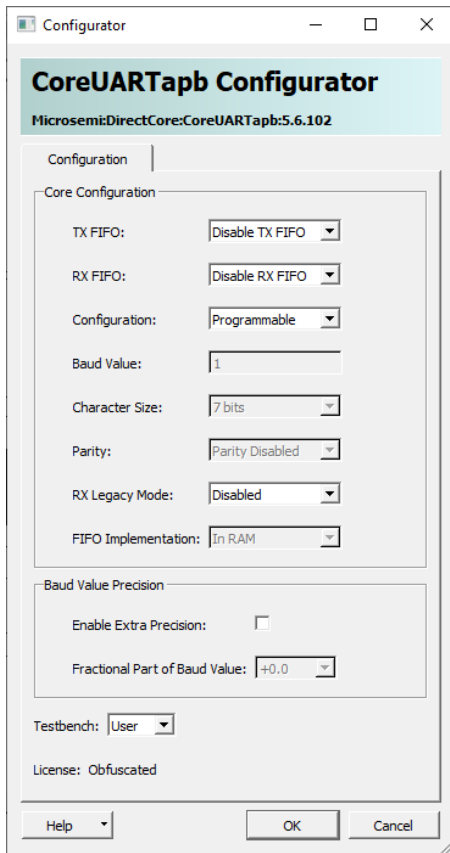 Configurator
CoreUARTapb Configurator
Microsemi:DirectCore:CoreUARTapb:5.6.102
Configuration
Core Configuration
TX FIFO: Disable TX FIFO
RX FIFO: Disable RX FIFO
Configuration: Programmable
Baud Value: 1
Character Size: 7 bits
Parity: Parity Disabled
RX Legacy Mode: Disabled
FIFO Implementation: In RAM
Baud Value Precision
Enable Extra Precision:
Fractional Part of Baud Value: +0.0
Testbench: User
License: Obfuscated
Help OK Cancel